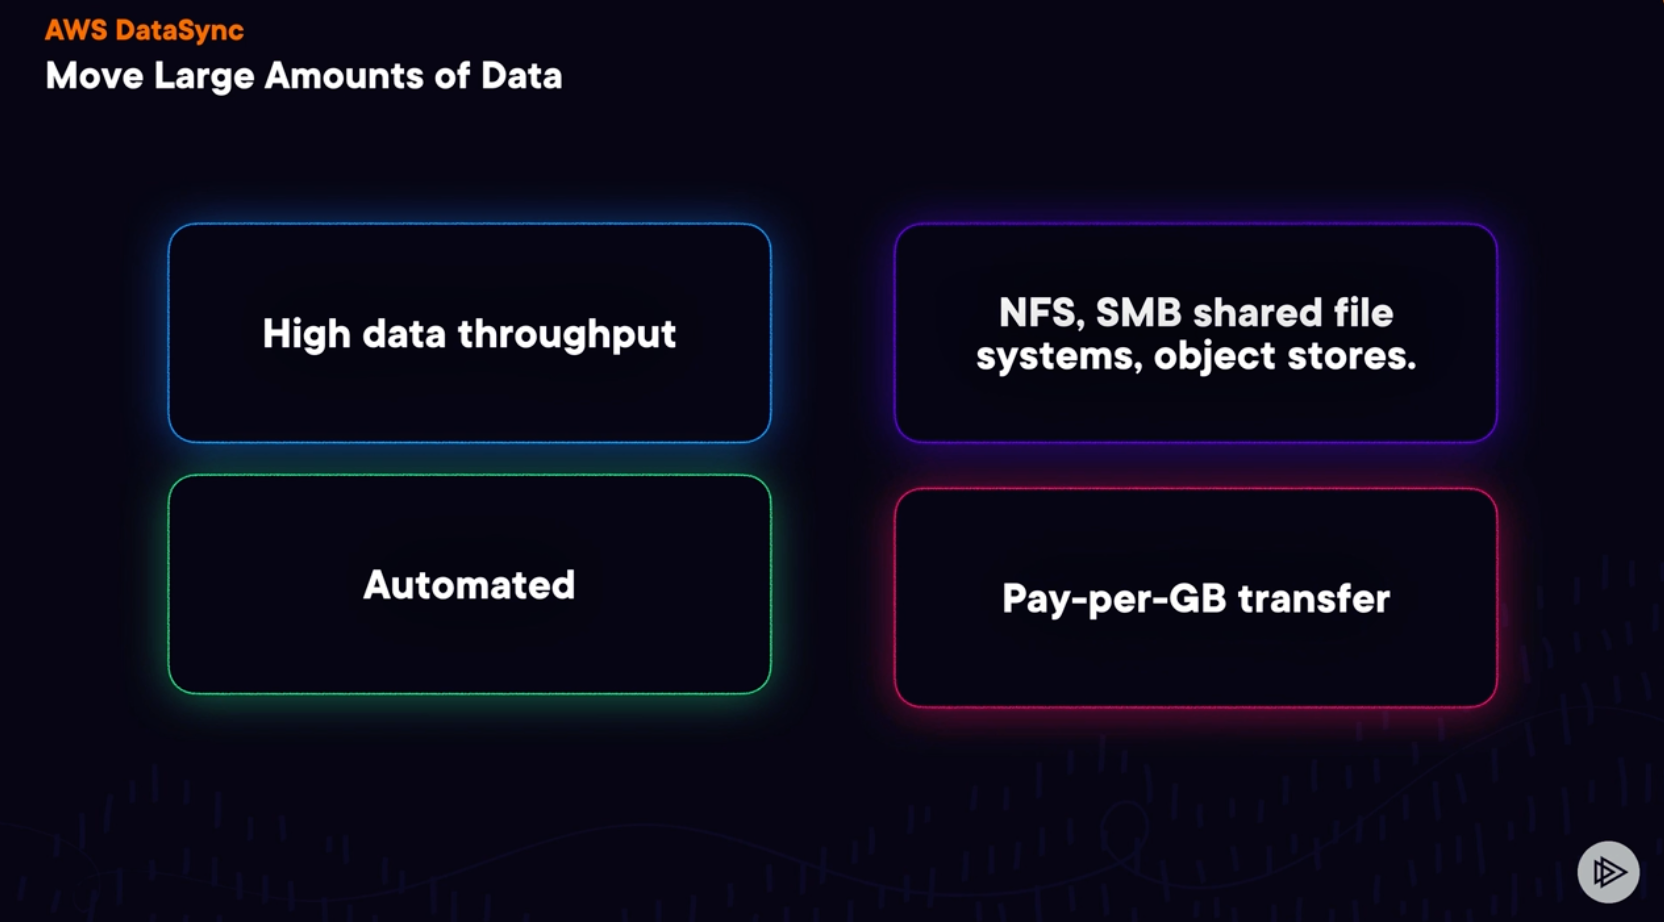 AWS DataSync
Move Large Amounts of Data
High data throughput
NFS, SMB shared file
systems, object stores.
Automated
Pay-per-GB transfer